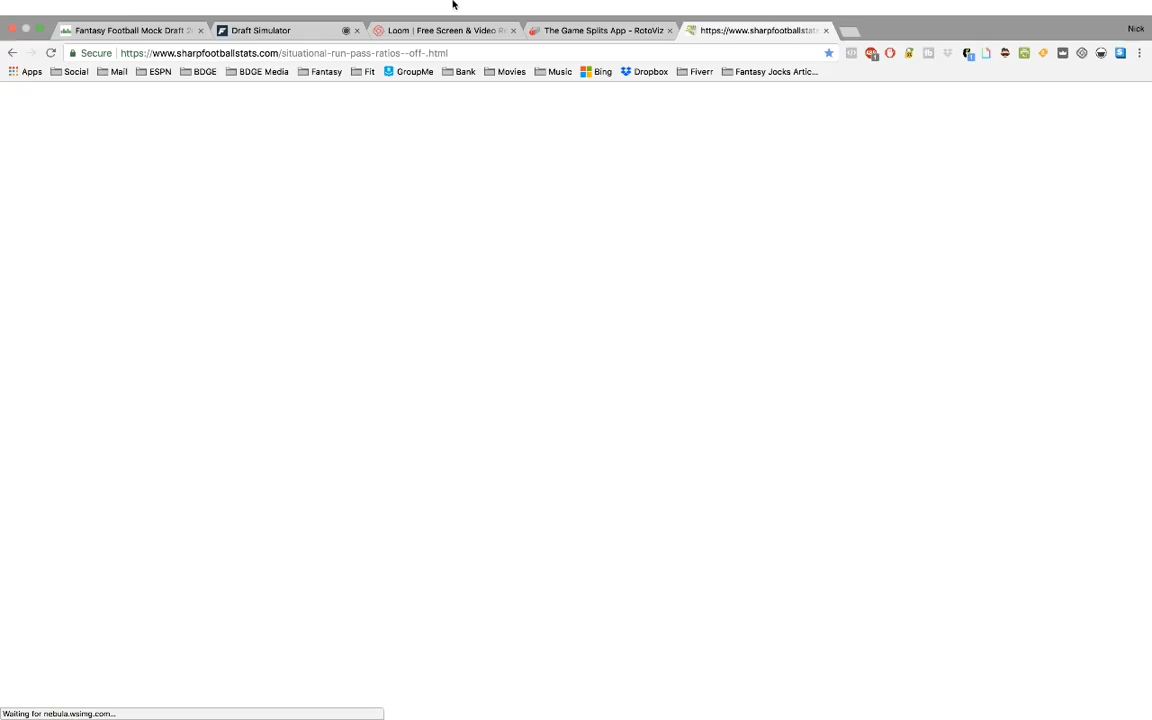 Nick
Fantasy Football Mock Draft 2
Draft Simulator
Loom | Free Screen & Video R
The Game Splits App - RotoViz
https://www.sharpfootballstats
Secure
https://www.sharpfootballstats.com/situational-run-pass-ratios--off-.html
Apps Social Mail ESPN BDGE BDGE Media Fantasy Fit GroupMe Bank Movies Music Bing Dropbox Fiverr Fantasy Jocks Artic...
Waiting for nebula.wsimg.com...